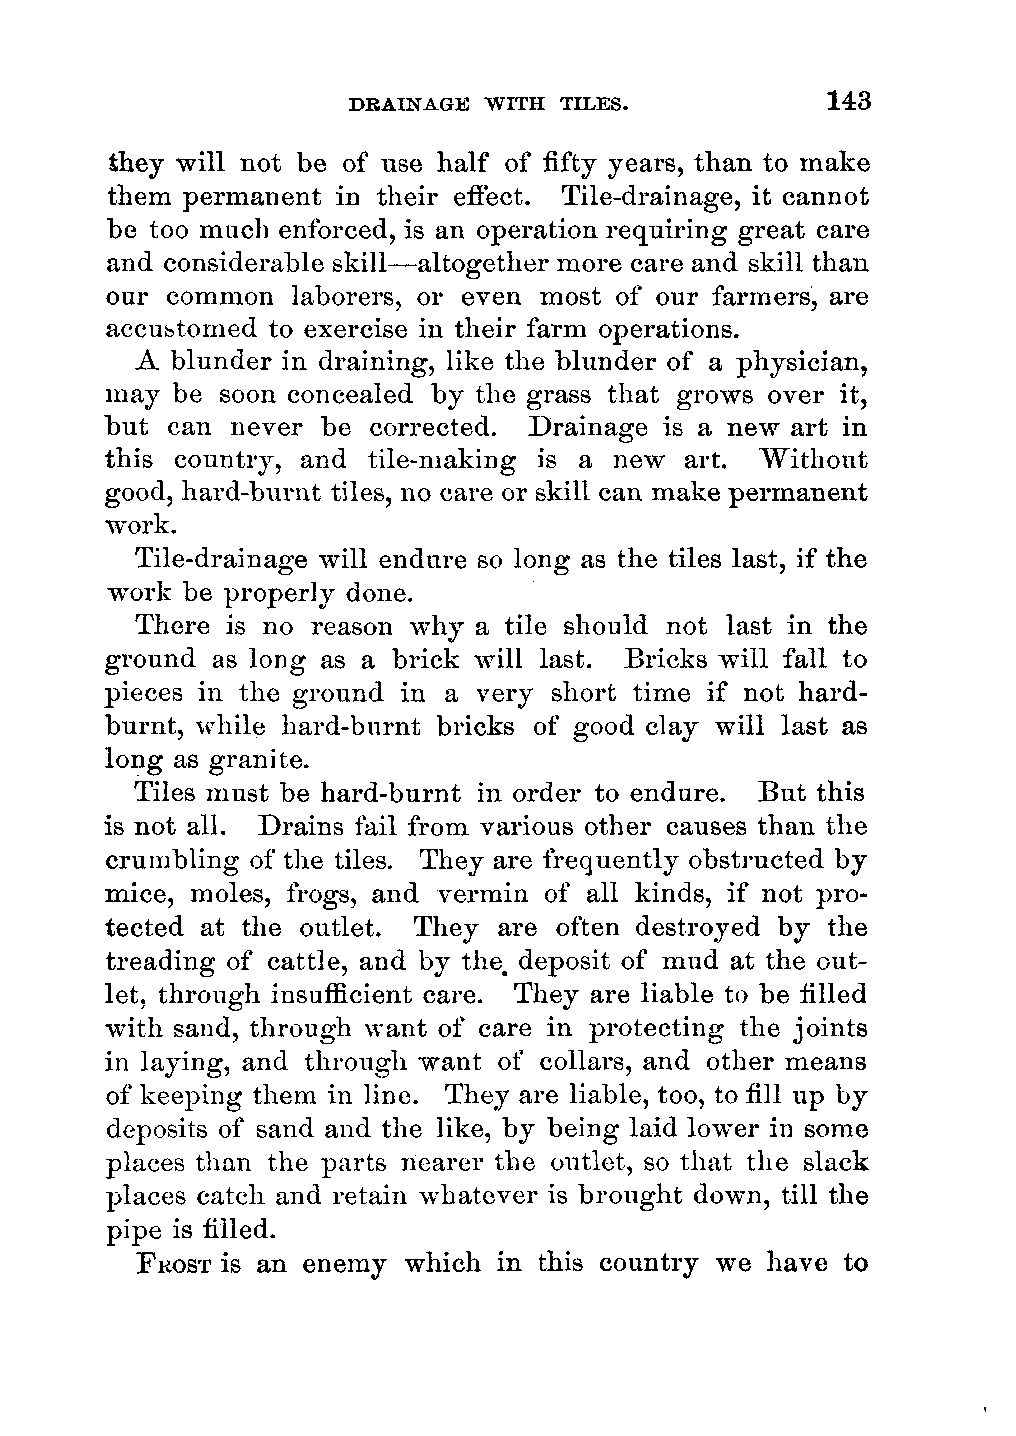 DRAINAGE WITH TILES. 143
they will not be of use half of fifty years, than to make
them permanent in their effect. Tile-drainage, it cannot
be too much enforced, is an operation requiring great care
and considerable skill—altogether more care and skill than
our common laborers, or even most of our farmers, are
accustomed to exercise in their farm operations.
A blunder in draining, like the blunder of a physician,
may be soon concealed by the grass that grows over it,
but can never be corrected. Drainage is a new art in
this country, and tile-making is a new art. Without
good, hard-burnt tiles, no care or skill can make permanent
work.
Tile-drainage will endure so long as the tiles last, if the
work be properly done.
There is no reason why a tile should not last in the
ground as long as a brick will last. Bricks will fall to
pieces in the ground in a very short time if not hard-
burnt, while hard-burnt bricks of good clay will last as
long as granite.
Tiles must be hard-burnt in order to endure. But this
is not all. Drains fail from various other causes than the
crumbling of the tiles. They are frequently obstructed by
mice, moles, frogs, and vermin of all kinds, if not pro-
tected at the outlet. They are often destroyed by the
treading of cattle, and by the deposit of mud at the out-
let, through insufficient care. They are liable to be filled
with sand, through want of care in protecting the joints
in laying, and through want of collars, and other means
of keeping them in line. They are liable, too, to fill up by
deposits of sand and the like, by being laid lower in some
places than the parts nearer the outlet, so that the slack
places catch and retain whatever is brought down, till the
pipe is filled.
FROST is an enemy which in this country we have to